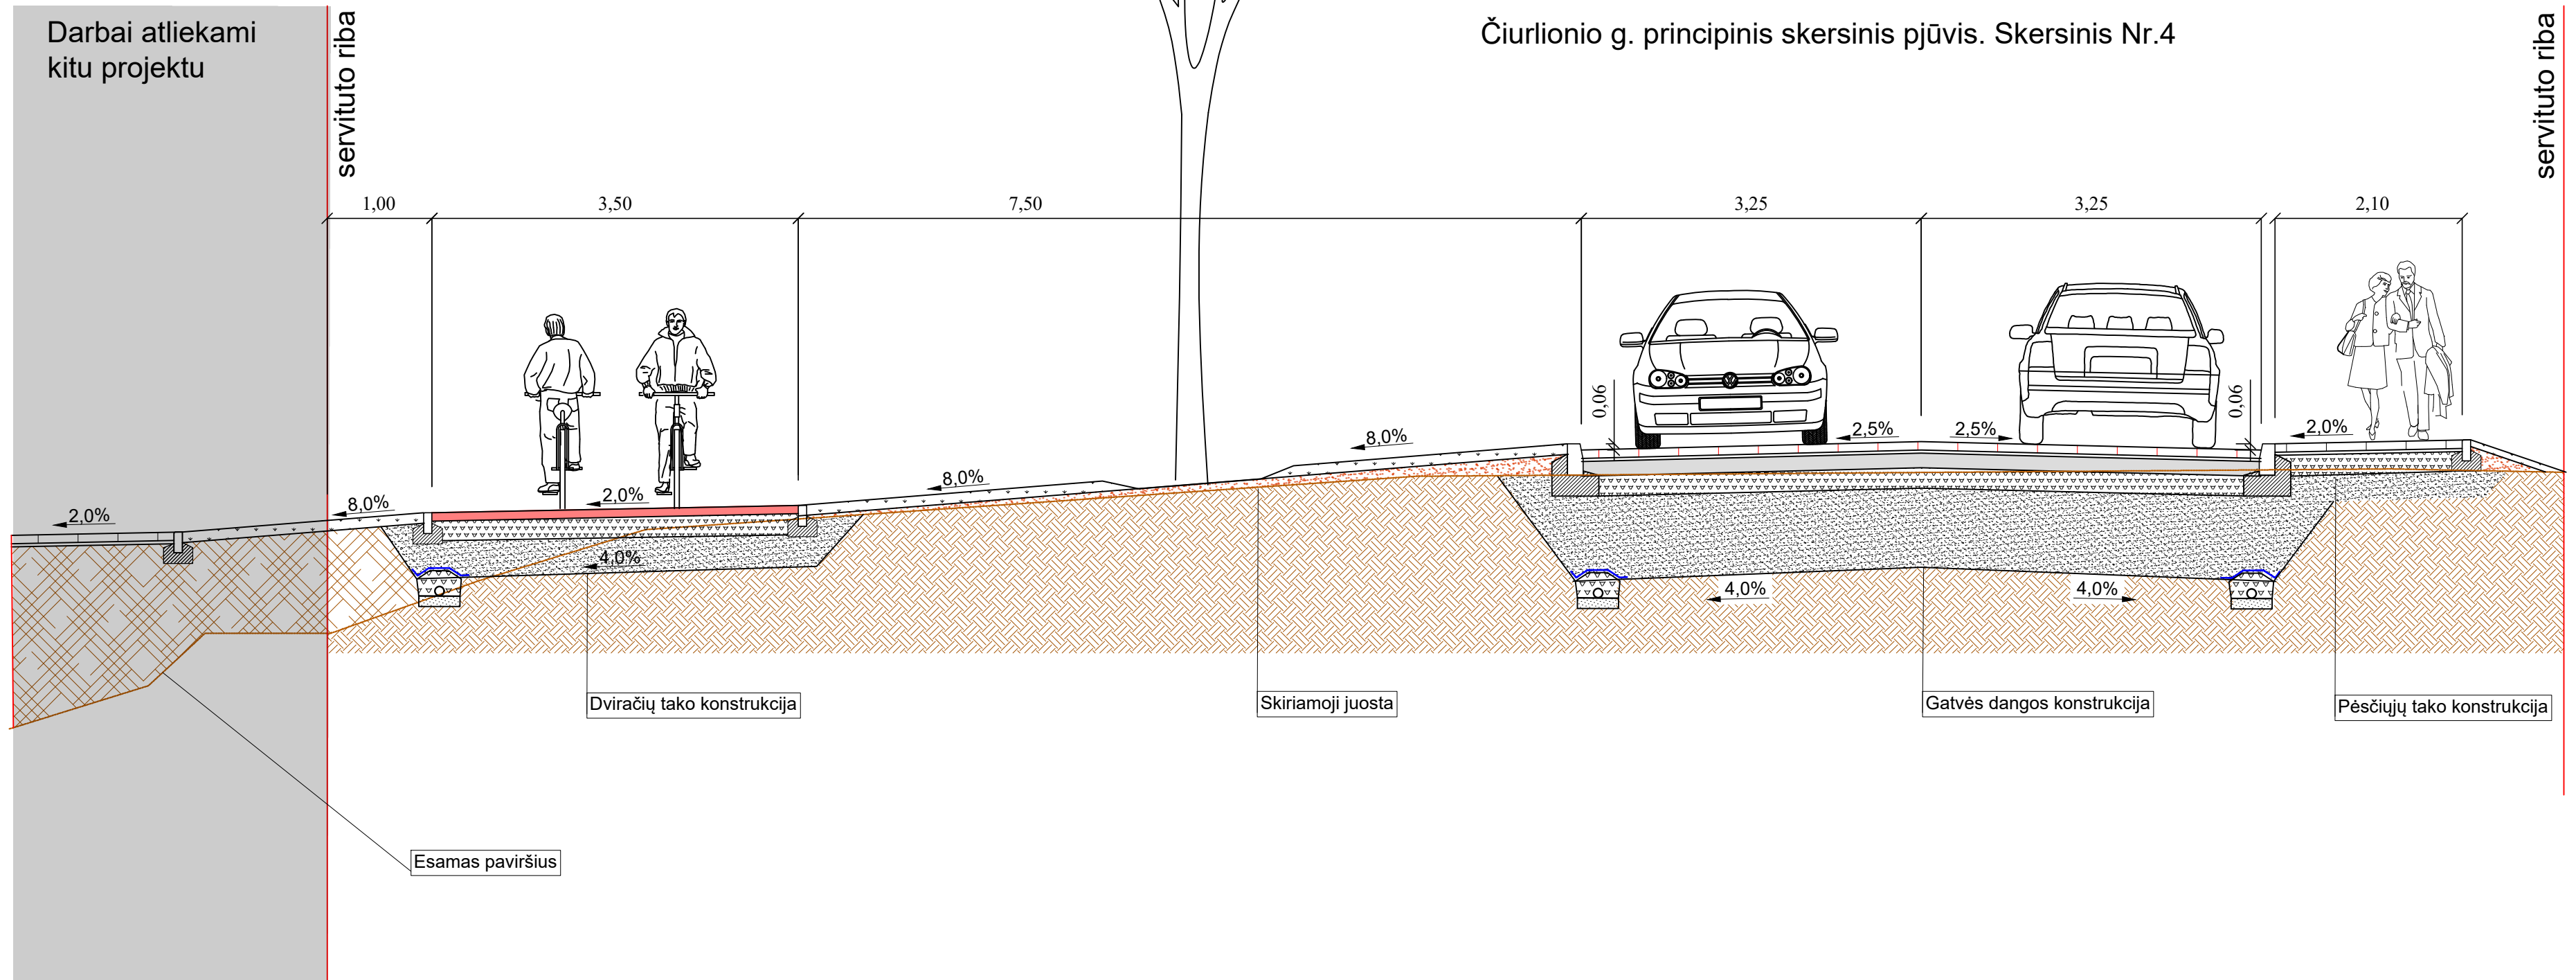 Darbai atliekami
kitu projektu
servituto riba
Čiurlionio g. principinis skersinis pjūvis. Skersinis Nr.4
servituto riba
1,00
3,50
7,50
3,25
3,25
2,10
0,06
0,06
2,0%
8,0%
2,0%
8,0%
8,0%
2,5%
2,5%
2,0%
4,0%
4,0%
4,0%
Dviračių tako konstrukcija
Skiriamoji juosta
Gatvės dangos konstrukcija
Pėsčiųjų tako konstrukcija
Esamas paviršius